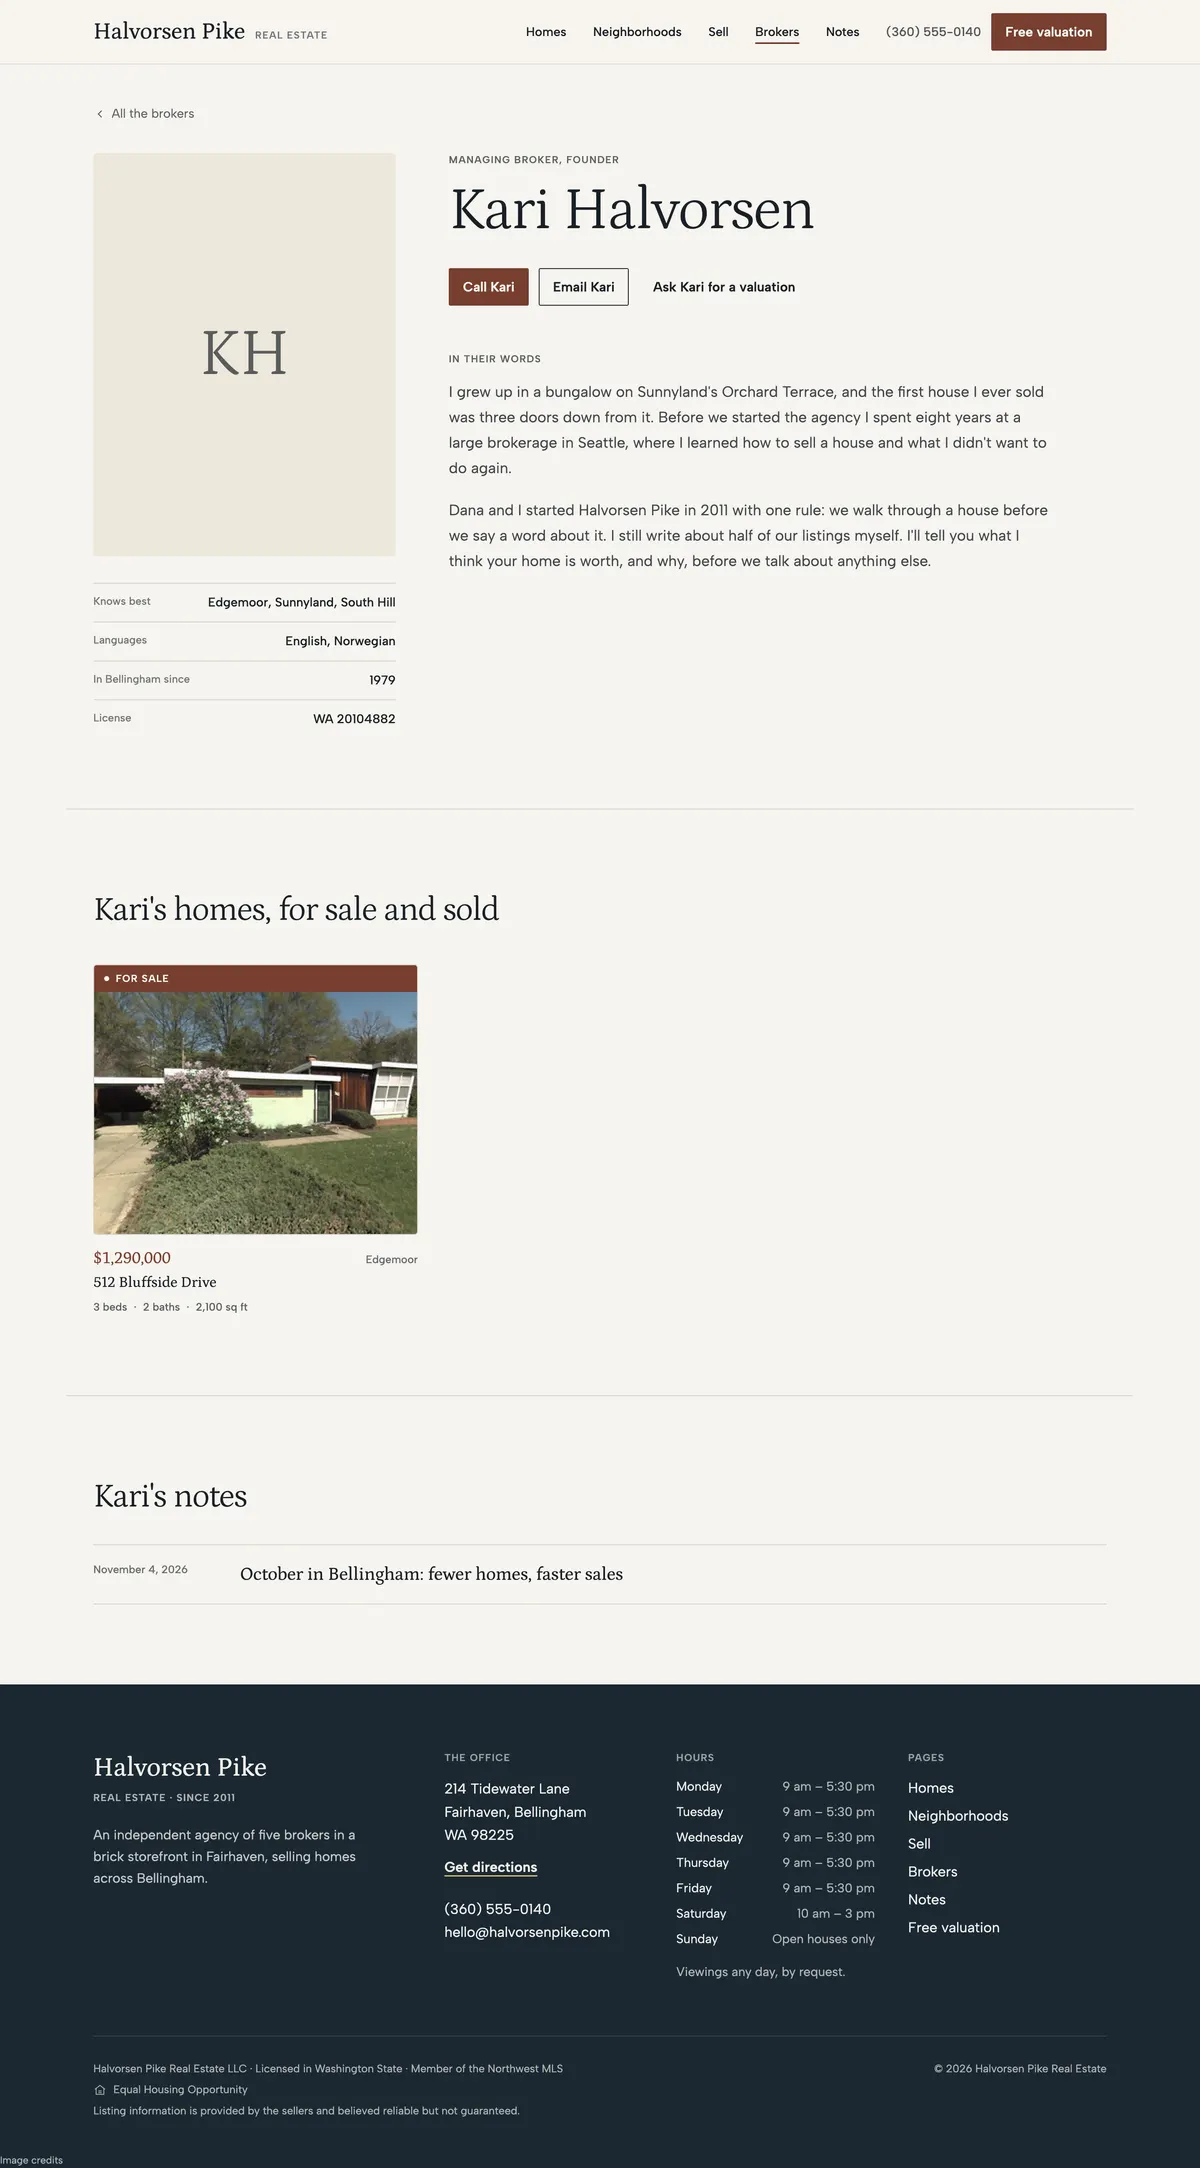 Halvorsen Pike REAL ESTATE
Homes Neighborhoods Sell Brokers Notes (360) 555-0140 Free valuation
All the brokers
KH
Knows best Edgemoor, Sunnyland, South Hill
Languages English, Norwegian
In Bellingham since 1979
License WA 20104882
MANAGING BROKER, FOUNDER
Kari Halvorsen
Call Kari Email Kari Ask Kari for a valuation
IN THEIR WORDS
I grew up in a bungalow on Sunnyland's Orchard Terrace, and the first house I ever sold
was three doors down from it. Before we started the agency I spent eight years at a
large brokerage in Seattle, where I learned how to sell a house and what I didn't want to
do again.
Dana and I started Halvorsen Pike in 2011 with one rule: we walk through a house before
we say a word about it. I still write about half of our listings myself. I'll tell you what I
think your home is worth, and why, before we talk about anything else.
Kari's homes, for sale and sold
FOR SALE
$1,290,000 Edgemoor
512 Bluffside Drive
3 beds · 2 baths · 2,100 sq ft
Kari's notes
November 4, 2026 October in Bellingham: fewer homes, faster sales
Halvorsen Pike
REAL ESTATE · SINCE 2011
An independent agency of five brokers in a
brick storefront in Fairhaven, selling homes
across Bellingham.
THE OFFICE
214 Tidewater Lane
Fairhaven, Bellingham
WA 98225
Get directions
(360) 555-0140
hello@halvorsenpike.com
HOURS
Monday 9 am – 5:30 pm
Tuesday 9 am – 5:30 pm
Wednesday 9 am – 5:30 pm
Thursday 9 am – 5:30 pm
Friday 9 am – 5:30 pm
Saturday 10 am – 3 pm
Sunday Open houses only
Viewings any day, by request.
PAGES
Homes
Neighborhoods
Sell
Brokers
Notes
Free valuation
Halvorsen Pike Real Estate LLC · Licensed in Washington State · Member of the Northwest MLS
Equal Housing Opportunity
Listing information is provided by the sellers and believed reliable but not guaranteed.
© 2026 Halvorsen Pike Real Estate
Image credits